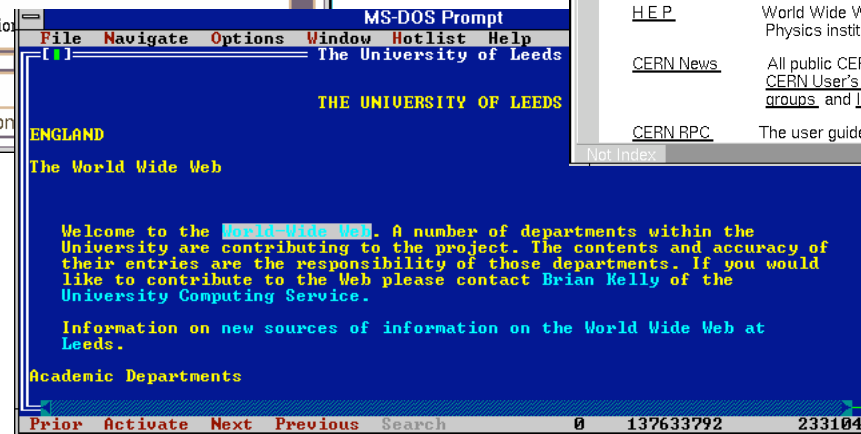 MS-DOS Prompt
File Navigate Options Window Hotlist Help
The University of Leeds
THE UNIVERSITY OF LEEDS
ENGLAND
The World Wide Web
Welcome to the World-Wide Web. A number of departments within the
University are contributing to the project. The contents and accuracy of
their entries are the responsibility of those departments. If you would
like to contribute to the Web please contact Brian Kelly of the
University Computing Service.
Information on new sources of information on the World Wide Web at
Leeds.
Academic Departments
Prior Activate Next Previous Search 0 137633792 233104
HEP World Wide
Physics
CERN News All public
CERN User's
groups and
CERN RPC The user
Not Index